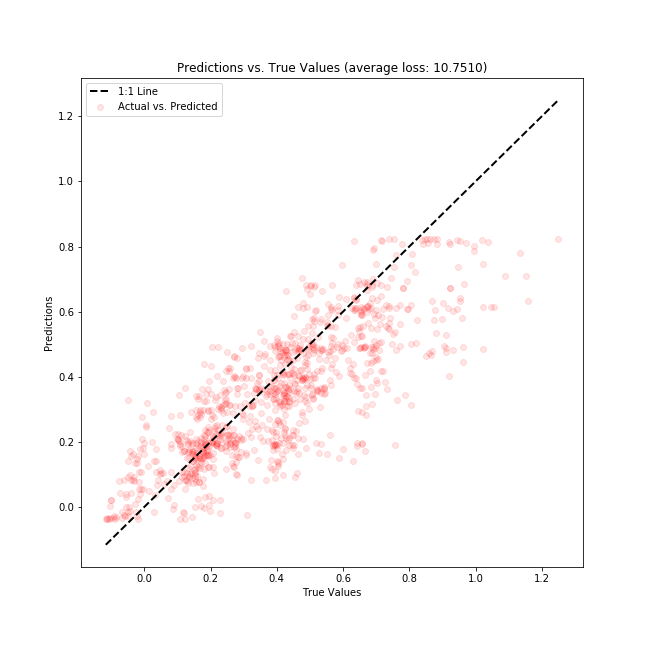 Predictions vs. True Values (average loss: 10.7510)
1:1 Line
Actual vs. Predicted
1.2
1.0
0.8
0.6
0.4
0.2
0.0
Predictions
0.0 0.2 0.4 0.6 0.8 1.0 1.2
True Values